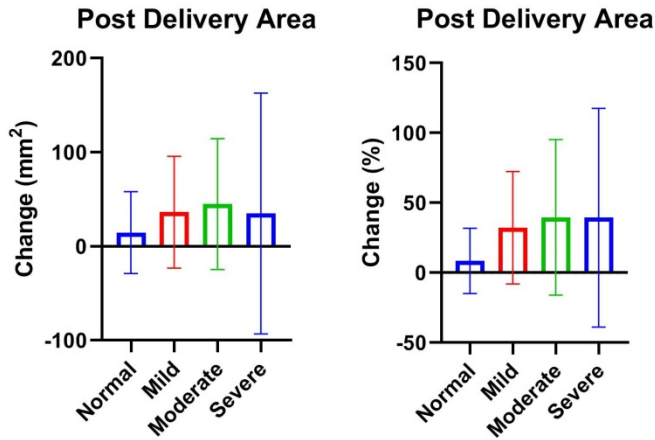 Post Delivery Area
200
100
0
-100
Change (mm²)
Normal
Mild
Moderate
Severe
Post Delivery Area
150
100
50
0
-50
Change (%)
Normal
Mild
Moderate
Severe